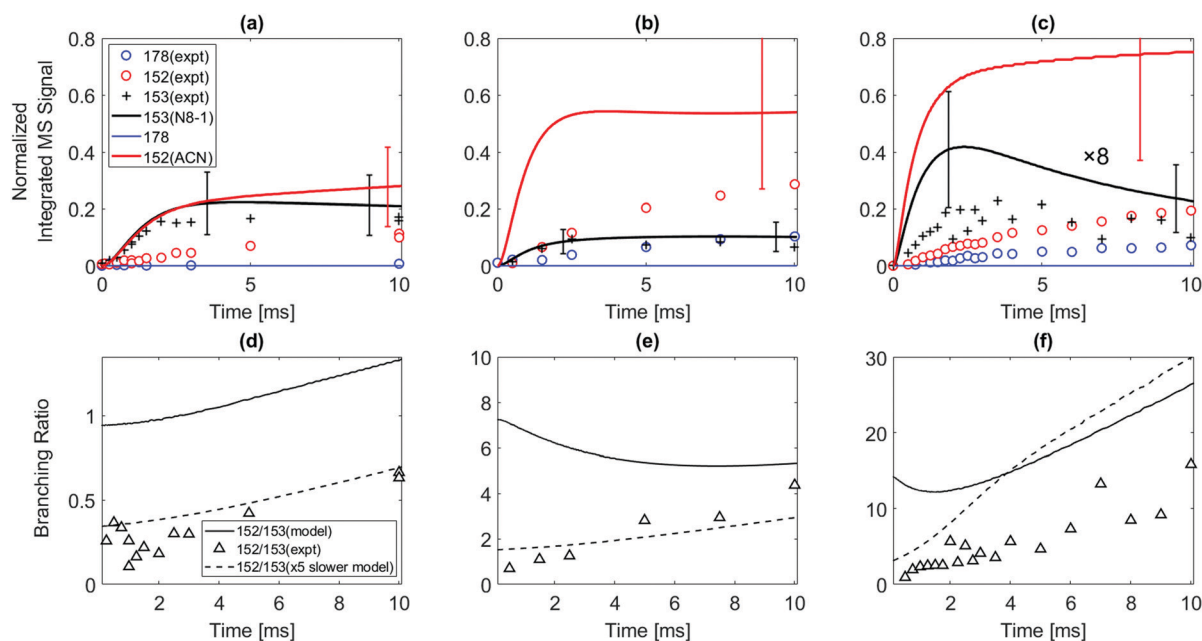 (a)
(b)
(c)
Normalized
Integrated MS Signal
0.8
0.6
0.4
0.2
0
178(expt)
152(expt)
153(expt)
153(N8-1)
178
152(ACN)
0 5 10
Time [ms]
0.8
0.6
0.4
0.2
0
0 5 10
Time [ms]
0.8
0.6
0.4
0.2
0
×8
0 5 10
Time [ms]
(d)
(e)
(f)
Branching Ratio
1
0.5
0
152/153(model)
152/153(expt)
152/153(x5 slower model)
2 4 6 8 10
Time [ms]
10
8
6
4
2
0
2 4 6 8 10
Time [ms]
30
20
10
0
2 4 6 8 10
Time [ms]